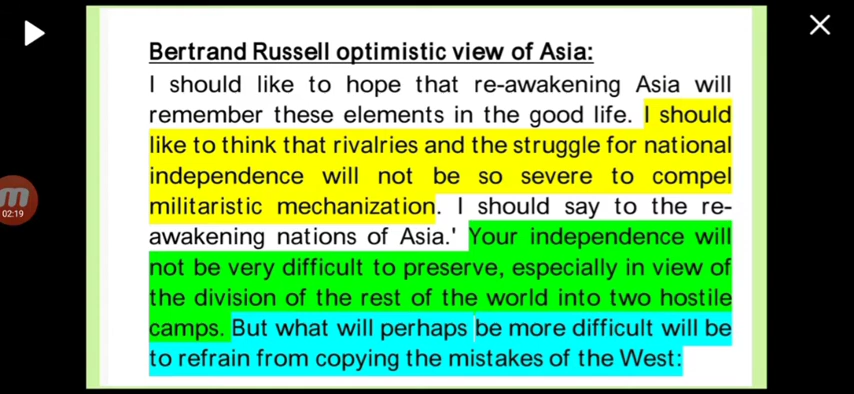 Bertrand Russell optimistic view of Asia:
I should like to hope that re-awakening Asia will
remember these elements in the good life. I should
like to think that rivalries and the struggle for national
independence will not be so severe to compel
militaristic mechanization. I should say to the re-
awakening nations of Asia.' Your independence will
not be very difficult to preserve, especially in view of
the division of the rest of the world into two hostile
camps. But what will perhaps be more difficult will be
to refrain from copying the mistakes of the West:
02:19